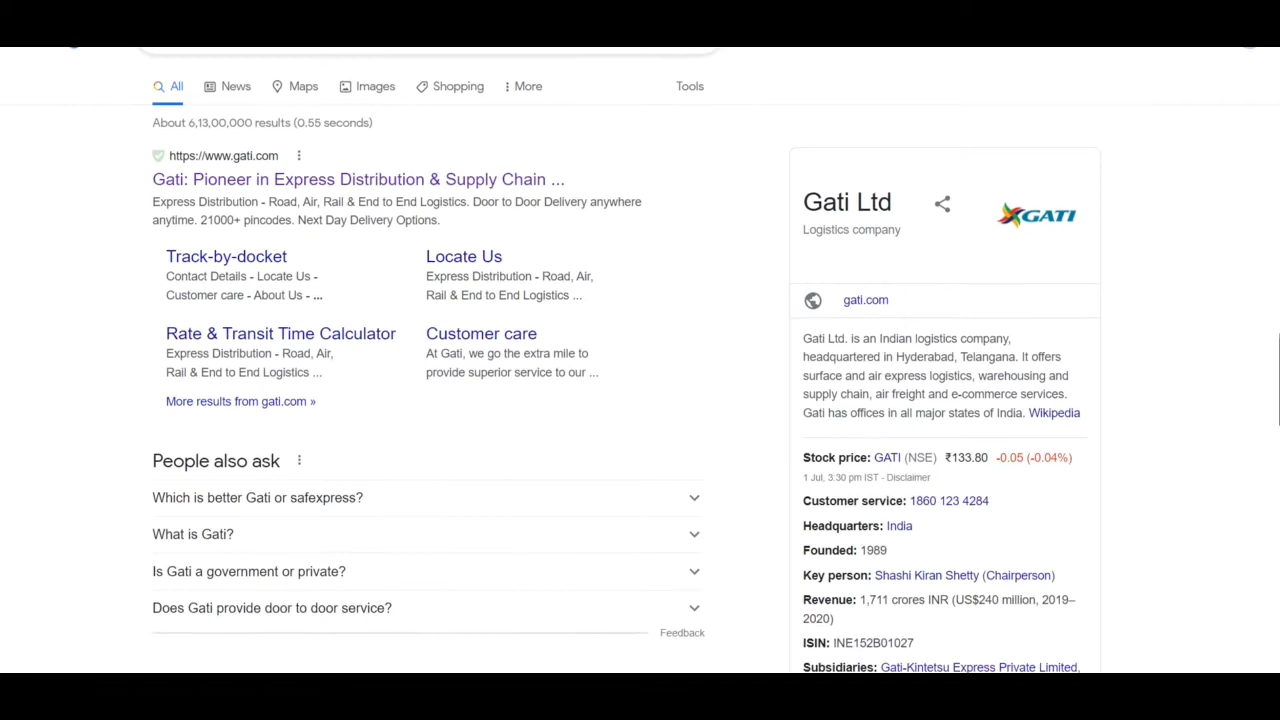 All
News
Maps
Images
Shopping
More
Tools
About 6,13,00,000 results (0.55 seconds)
https://www.gati.com
Gati: Pioneer in Express Distribution & Supply Chain ...
Express Distribution - Road, Air, Rail & End to End Logistics. Door to Door Delivery anywhere
anytime. 21000+ pincodes. Next Day Delivery Options.
Track-by-docket
Contact Details - Locate Us -
Customer care - About Us - ...
Locate Us
Express Distribution - Road, Air,
Rail & End to End Logistics ...
Rate & Transit Time Calculator
Express Distribution - Road, Air,
Rail & End to End Logistics ...
Customer care
At Gati, we go the extra mile to
provide superior service to our ...
More results from gati.com »
People also ask
Which is better Gati or safexpress?
What is Gati?
Is Gati a government or private?
Does Gati provide door to door service?
Feedback
Gati Ltd
Logistics company
GATI
gati.com
Gati Ltd. is an Indian logistics company,
headquartered in Hyderabad, Telangana. It offers
surface and air express logistics, warehousing and
supply chain, air freight and e-commerce services.
Gati has offices in all major states of India. Wikipedia
Stock price: GATI (NSE) ₹133.80 -0.05 (-0.04%)
1 Jul, 3:30 pm IST - Disclaimer
Customer service: 1860 123 4284
Headquarters: India
Founded: 1989
Key person: Shashi Kiran Shetty (Chairperson)
Revenue: 1,711 crores INR (US$240 million, 2019–
2020)
ISIN: INE152B01027
Subsidiaries: Gati-Kintetsu Express Private Limited,